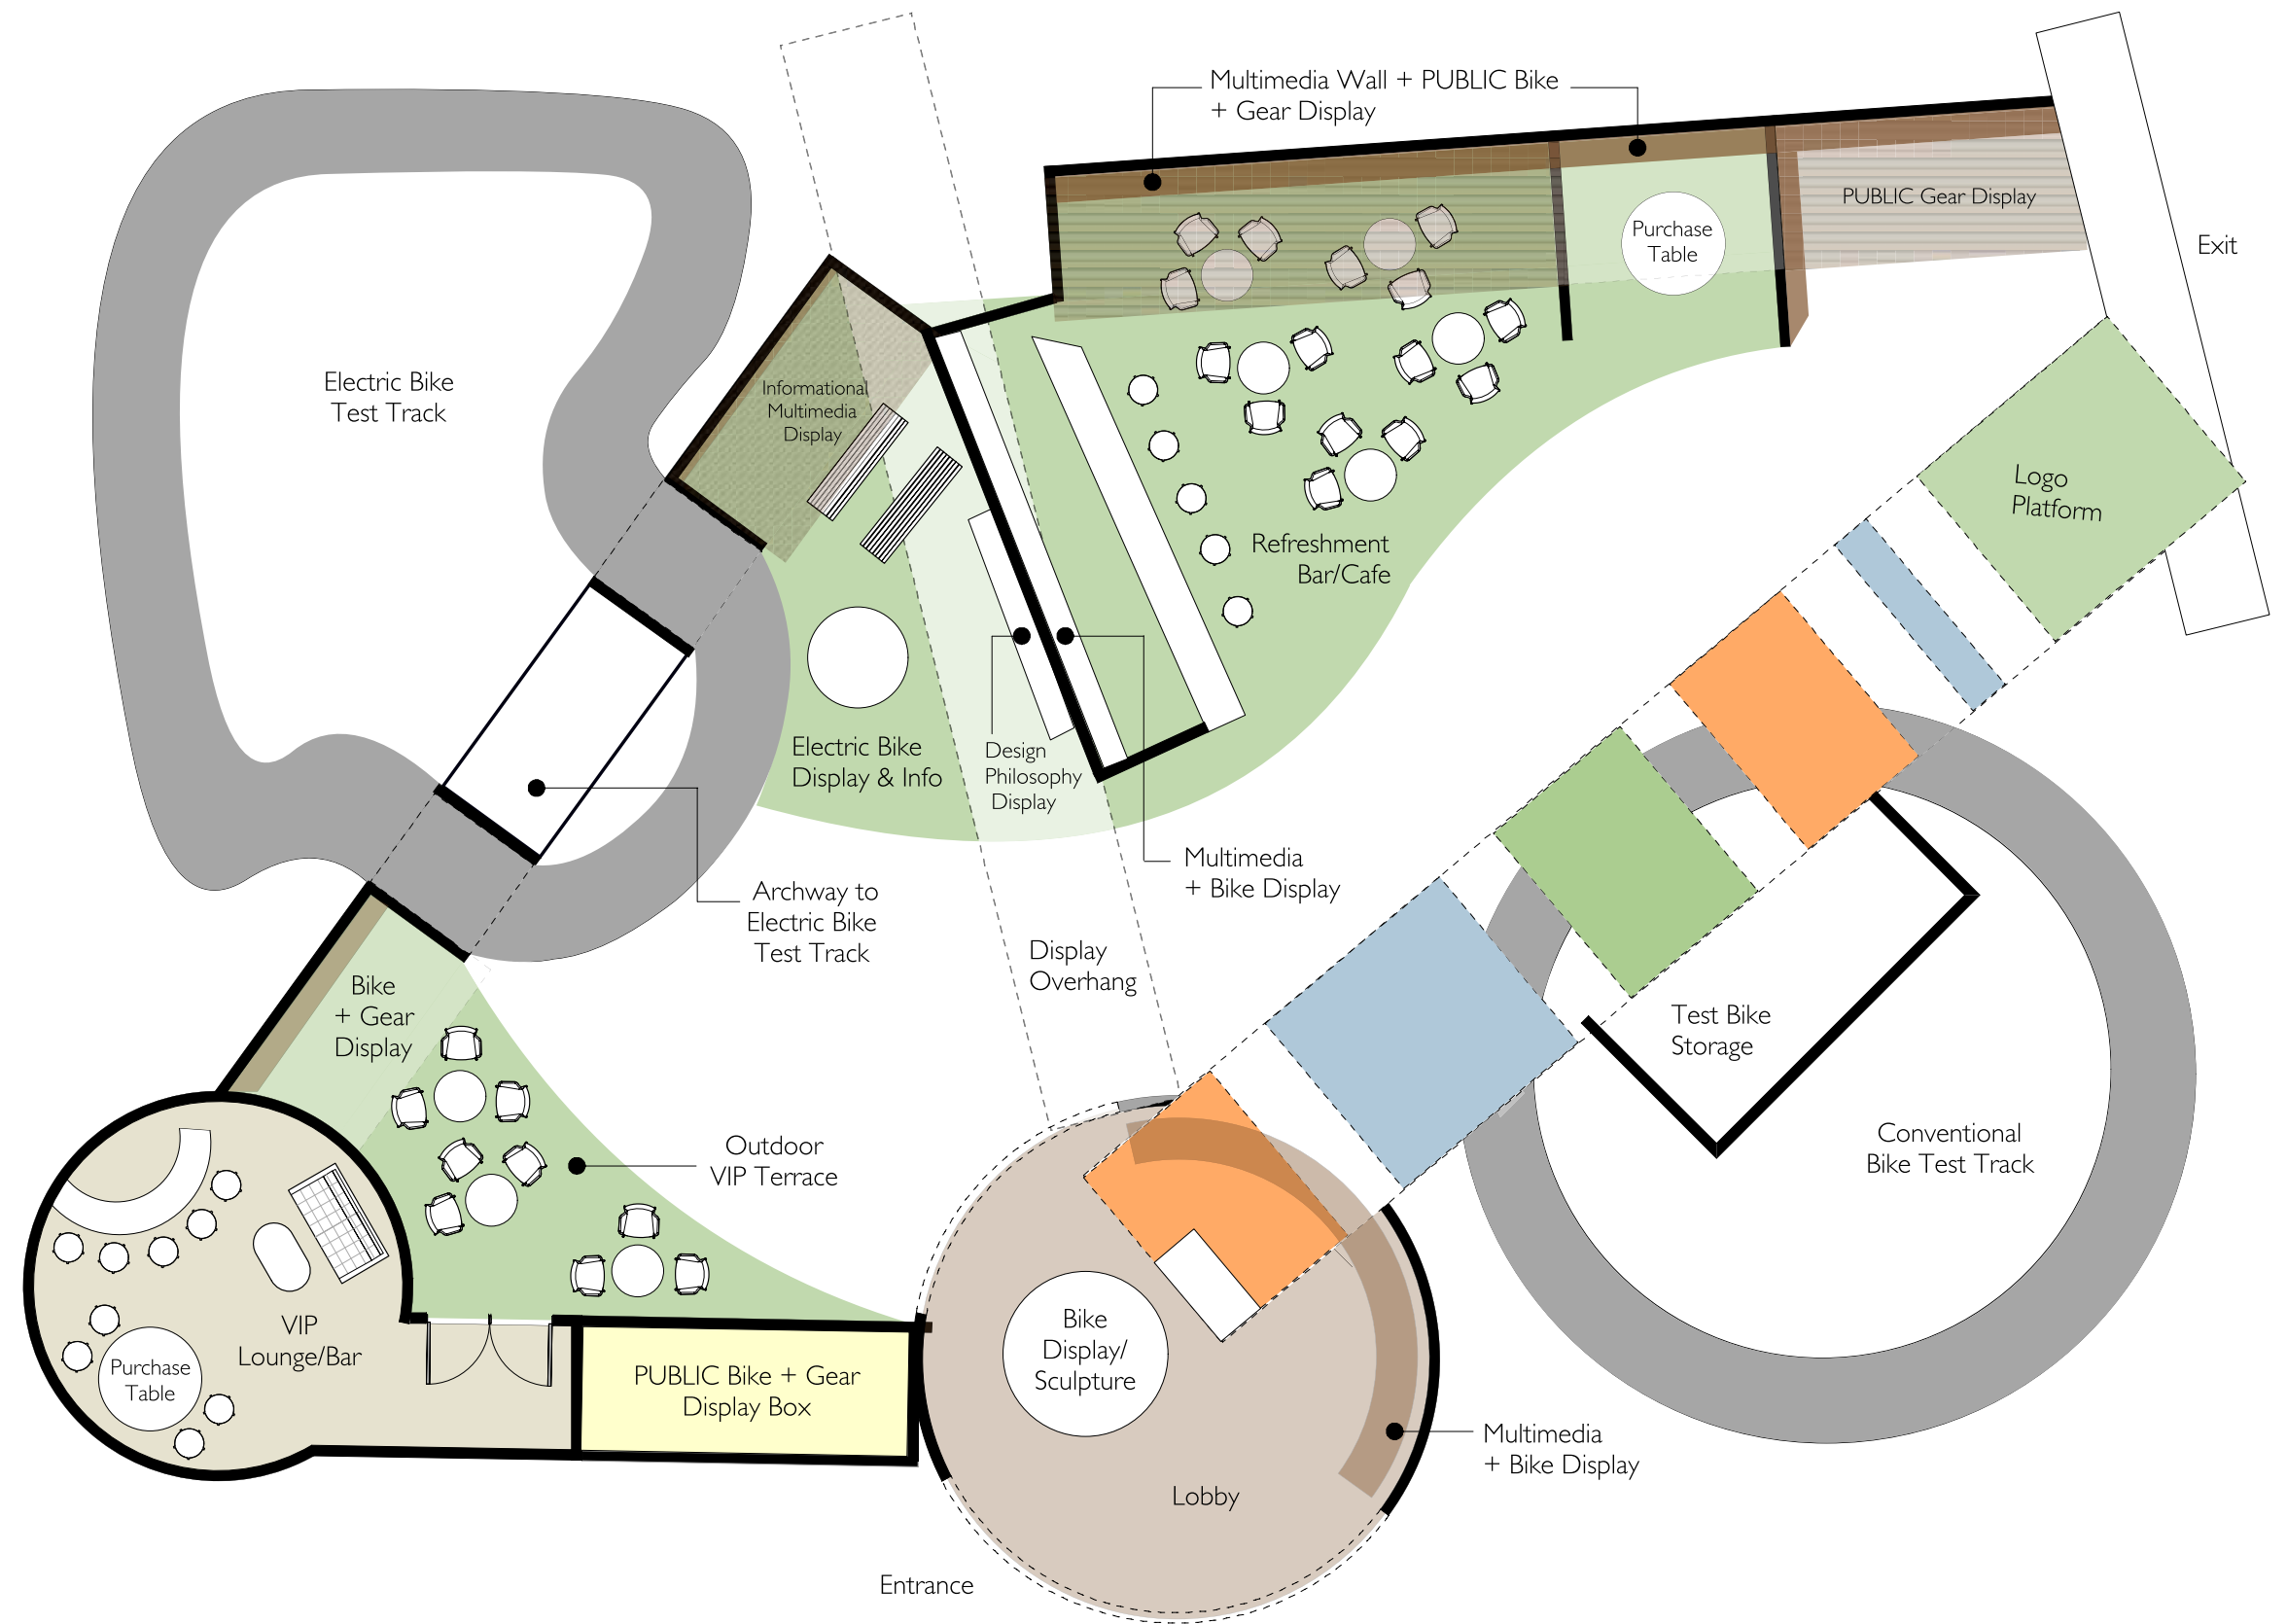 Multimedia Wall + PUBLIC Bike
+ Gear Display
PUBLIC Gear Display
Exit
Purchase
Table
Electric Bike
Test Track
Informational
Multimedia
Display
Logo
Platform
Refreshment
Bar/Cafe
Electric Bike
Display & Info
Design
Philosophy
Display
Multimedia
+ Bike Display
Archway to
Electric Bike
Test Track
Display
Overhang
Bike
+ Gear
Display
Test Bike
Storage
Conventional
Bike Test Track
Outdoor
VIP Terrace
VIP
Lounge/Bar
Purchase
Table
PUBLIC Bike + Gear
Display Box
Bike
Display/
Sculpture
Multimedia
+ Bike Display
Lobby
Entrance